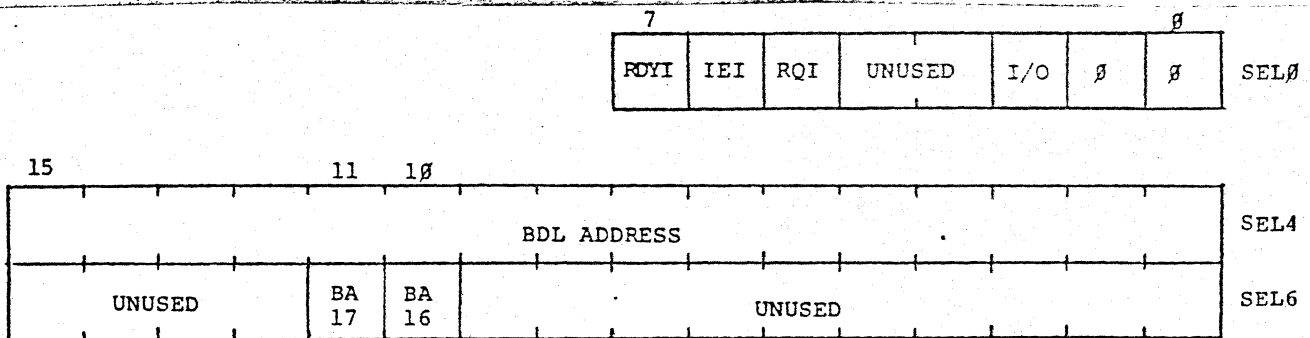 7 Ø
RDYI IEI RQI UNUSED I/O Ø Ø SELØ
15 11 1Ø
BDL ADDRESS SEL4
UNUSED BA 17 BA 16 UNUSED SEL6